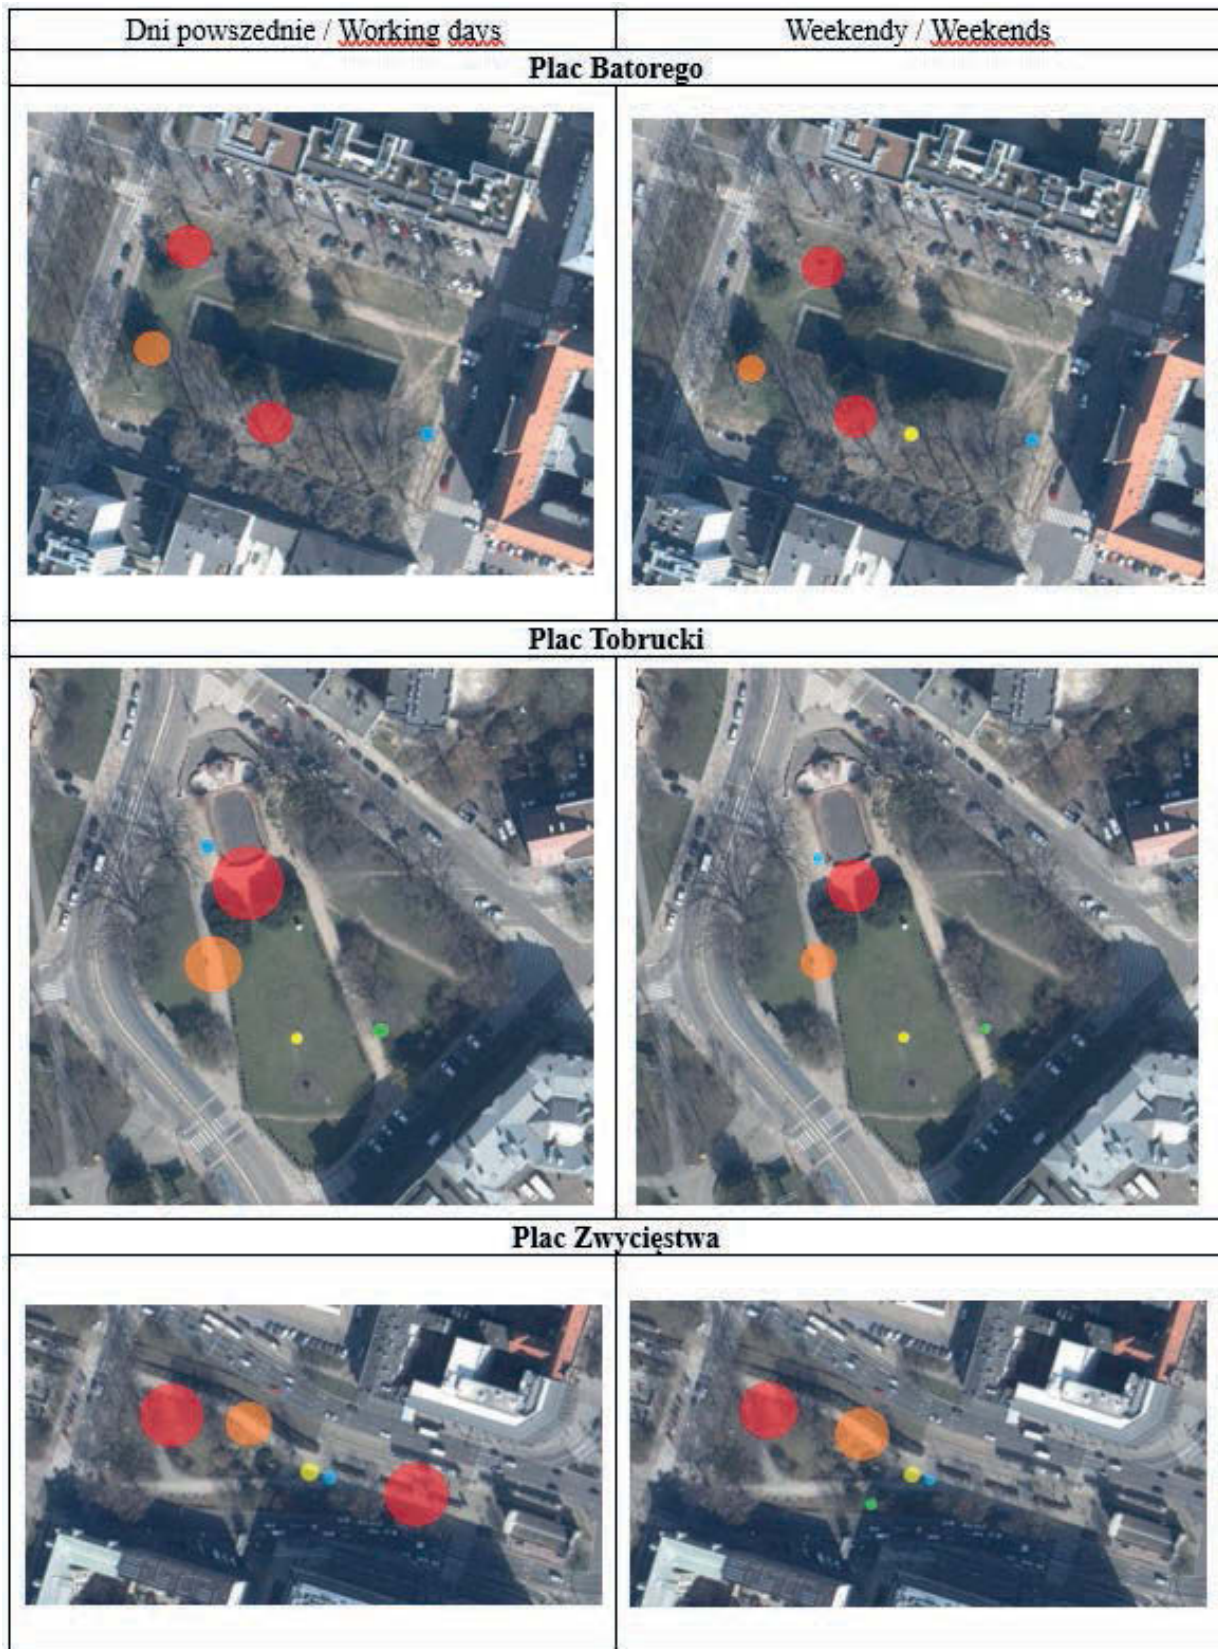 Dni powszednie / Working days
Weekendy / Weekends
Plac Batorego
Plac Tobrucki
Plac Zwycięstwa